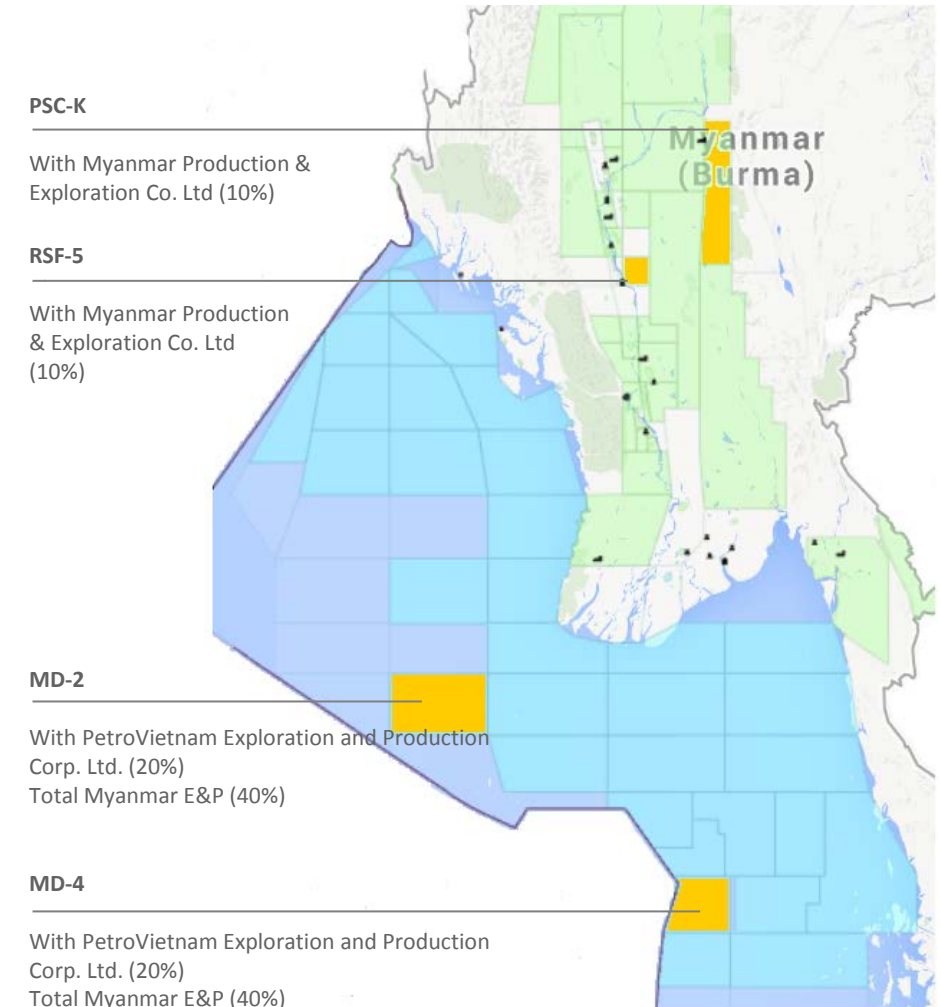 PSC-K
With Myanmar Production &
Exploration Co. Ltd (10%)
Myanmar
(Burma)
RSF-5
With Myanmar Production
& Exploration Co. Ltd
(10%)
MD-2
With PetroVietnam Exploration and Production
Corp. Ltd. (20%)
Total Myanmar E&P (40%)
MD-4
With PetroVietnam Exploration and Production
Corp. Ltd. (20%)
Total Myanmar E&P (40%)